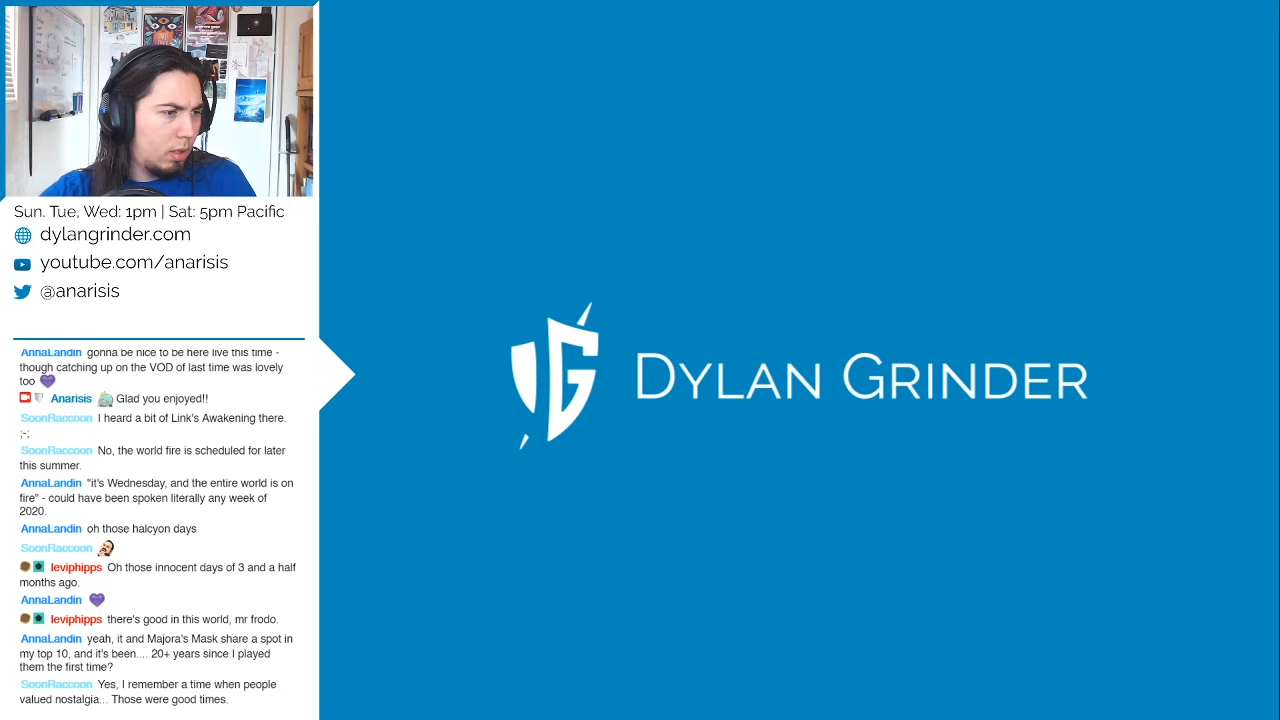 Sun. Tue, Wed: 1pm | Sat: 5pm Pacific
dylangrinder.com
youtube.com/anarisis
@anarisis
AnnaLandin gonna be nice to be here live this time -
though catching up on the VOD of last time was lovely
too
Anarisis Glad you enjoyed!!
SoonRaccoon I heard a bit of Link's Awakening there.
;-;
SoonRaccoon No, the world fire is scheduled for later
this summer.
AnnaLandin "it's Wednesday, and the entire world is on
fire" - could have been spoken literally any week of
2020.
AnnaLandin oh those halcyon days
SoonRaccoon
leviphipps Oh those innocent days of 3 and a half
months ago.
AnnaLandin
leviphipps there's good in this world, mr frodo.
AnnaLandin yeah, it and Majora's Mask share a spot in
my top 10, and it's been.... 20+ years since I played
them the first time?
SoonRaccoon Yes, I remember a time when people
valued nostalgia... Those were good times.
DG DYLAN GRINDER